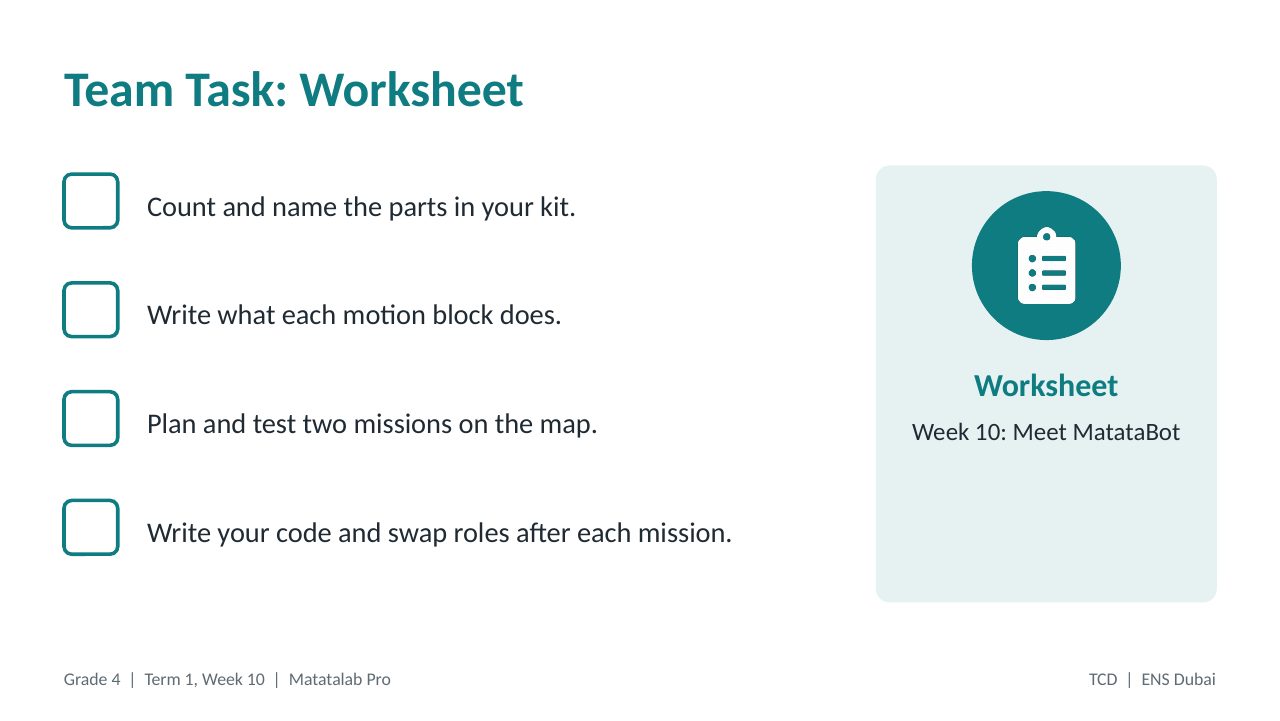 Team Task: Worksheet
Count and name the parts in your kit.
Write what each motion block does.
Plan and test two missions on the map.
Write your code and swap roles after each mission.
Worksheet
Week 10: Meet MatataBot
Grade 4 | Term 1, Week 10 | Matatalab Pro
TCD | ENS Dubai